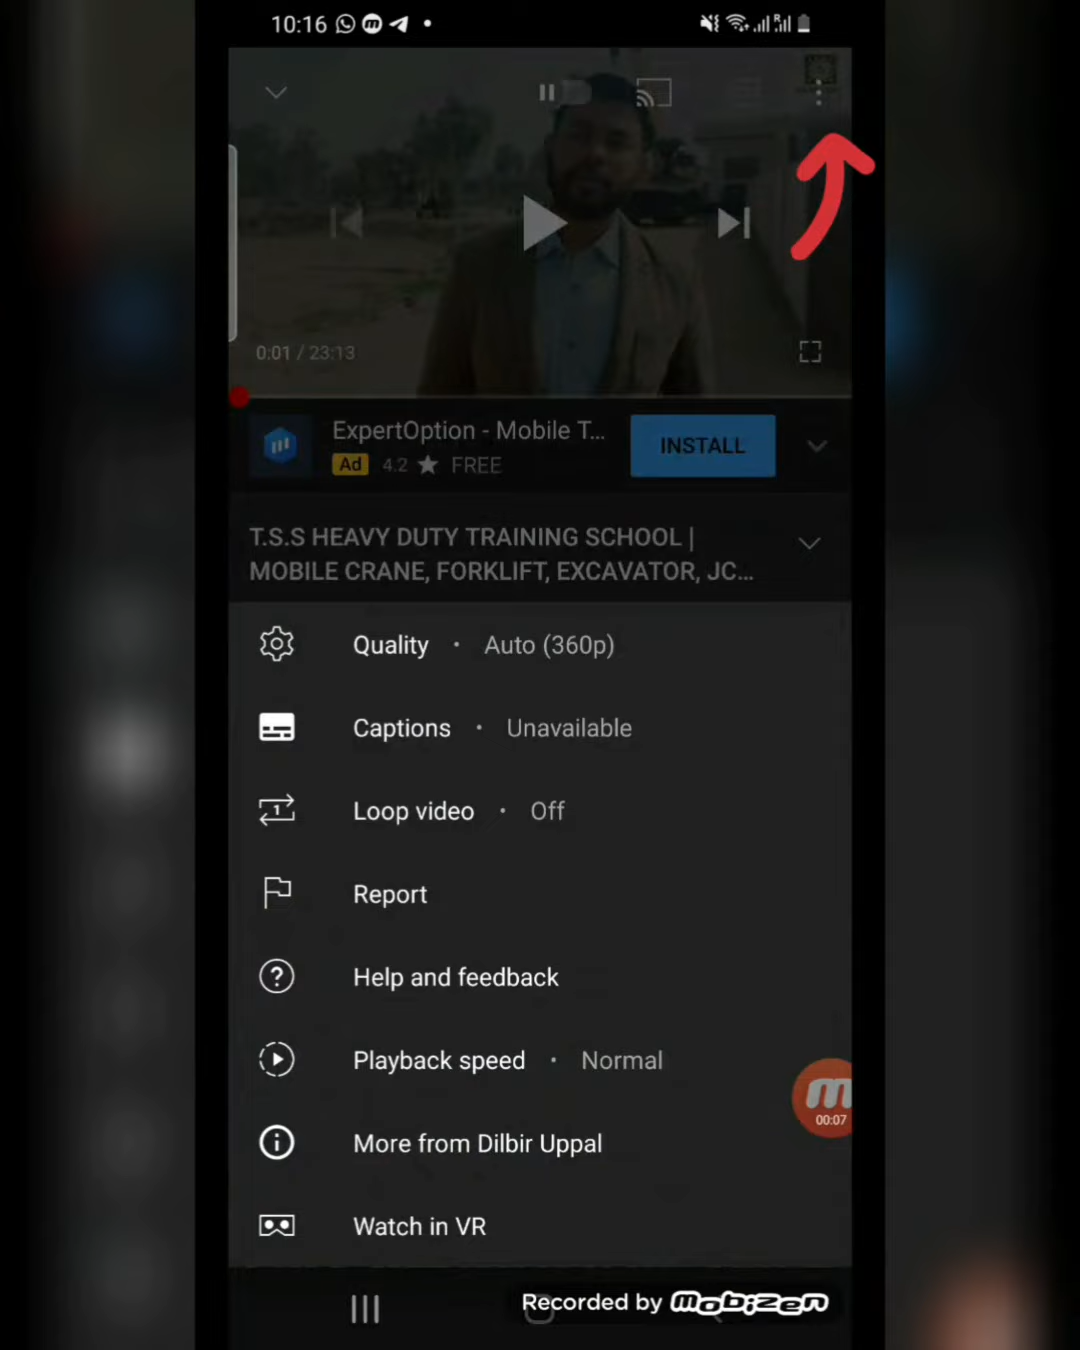 10:16
0:01 / 23:13
ExpertOption - Mobile T...
INSTALL
Ad 4.2 ★ FREE
T.S.S HEAVY DUTY TRAINING SCHOOL |
MOBILE CRANE, FORKLIFT, EXCAVATOR, JC...
Quality · Auto (360p)
Captions · Unavailable
Loop video · Off
Report
Help and feedback
Playback speed · Normal
00:07
More from Dilbir Uppal
Watch in VR
Recorded by mobizen